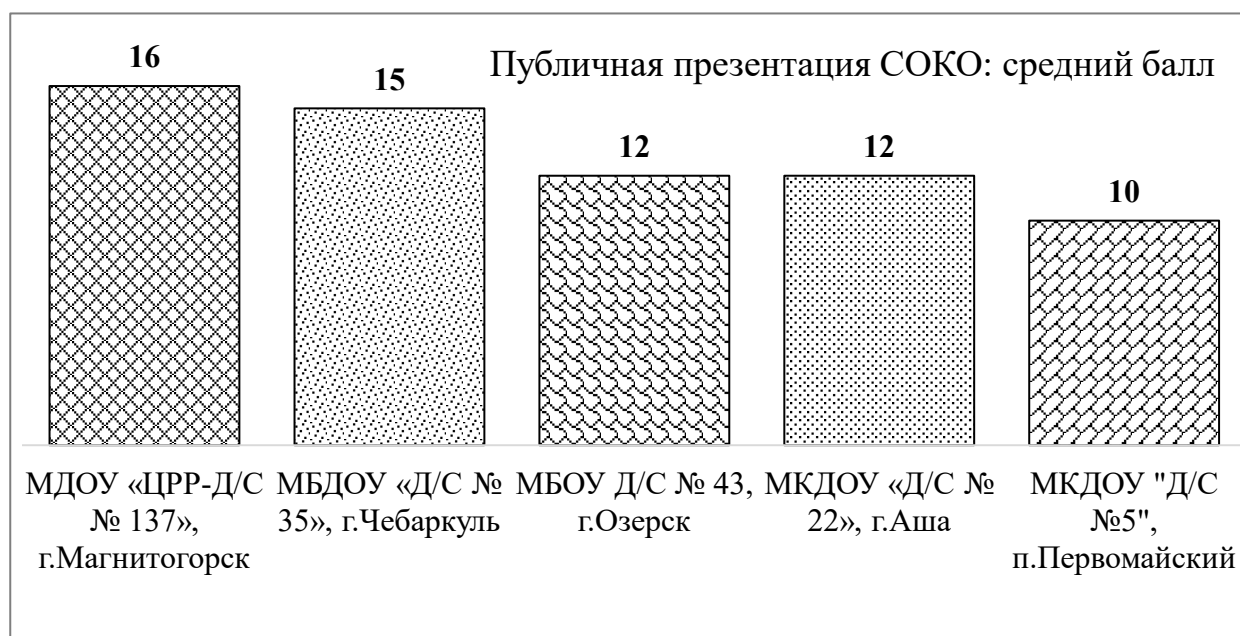 Публичная презентация СОКО: средний балл
16
15
12
12
10
МДОУ «ЦРР-Д/С
№ 137»,
г.Магнитогорск
МБДОУ «Д/С №
35», г.Чебаркуль
МБОУ Д/С № 43,
г.Озерск
МКДОУ «Д/С №
22», г.Аша
МКДОУ "Д/С
№5",
п.Первомайский